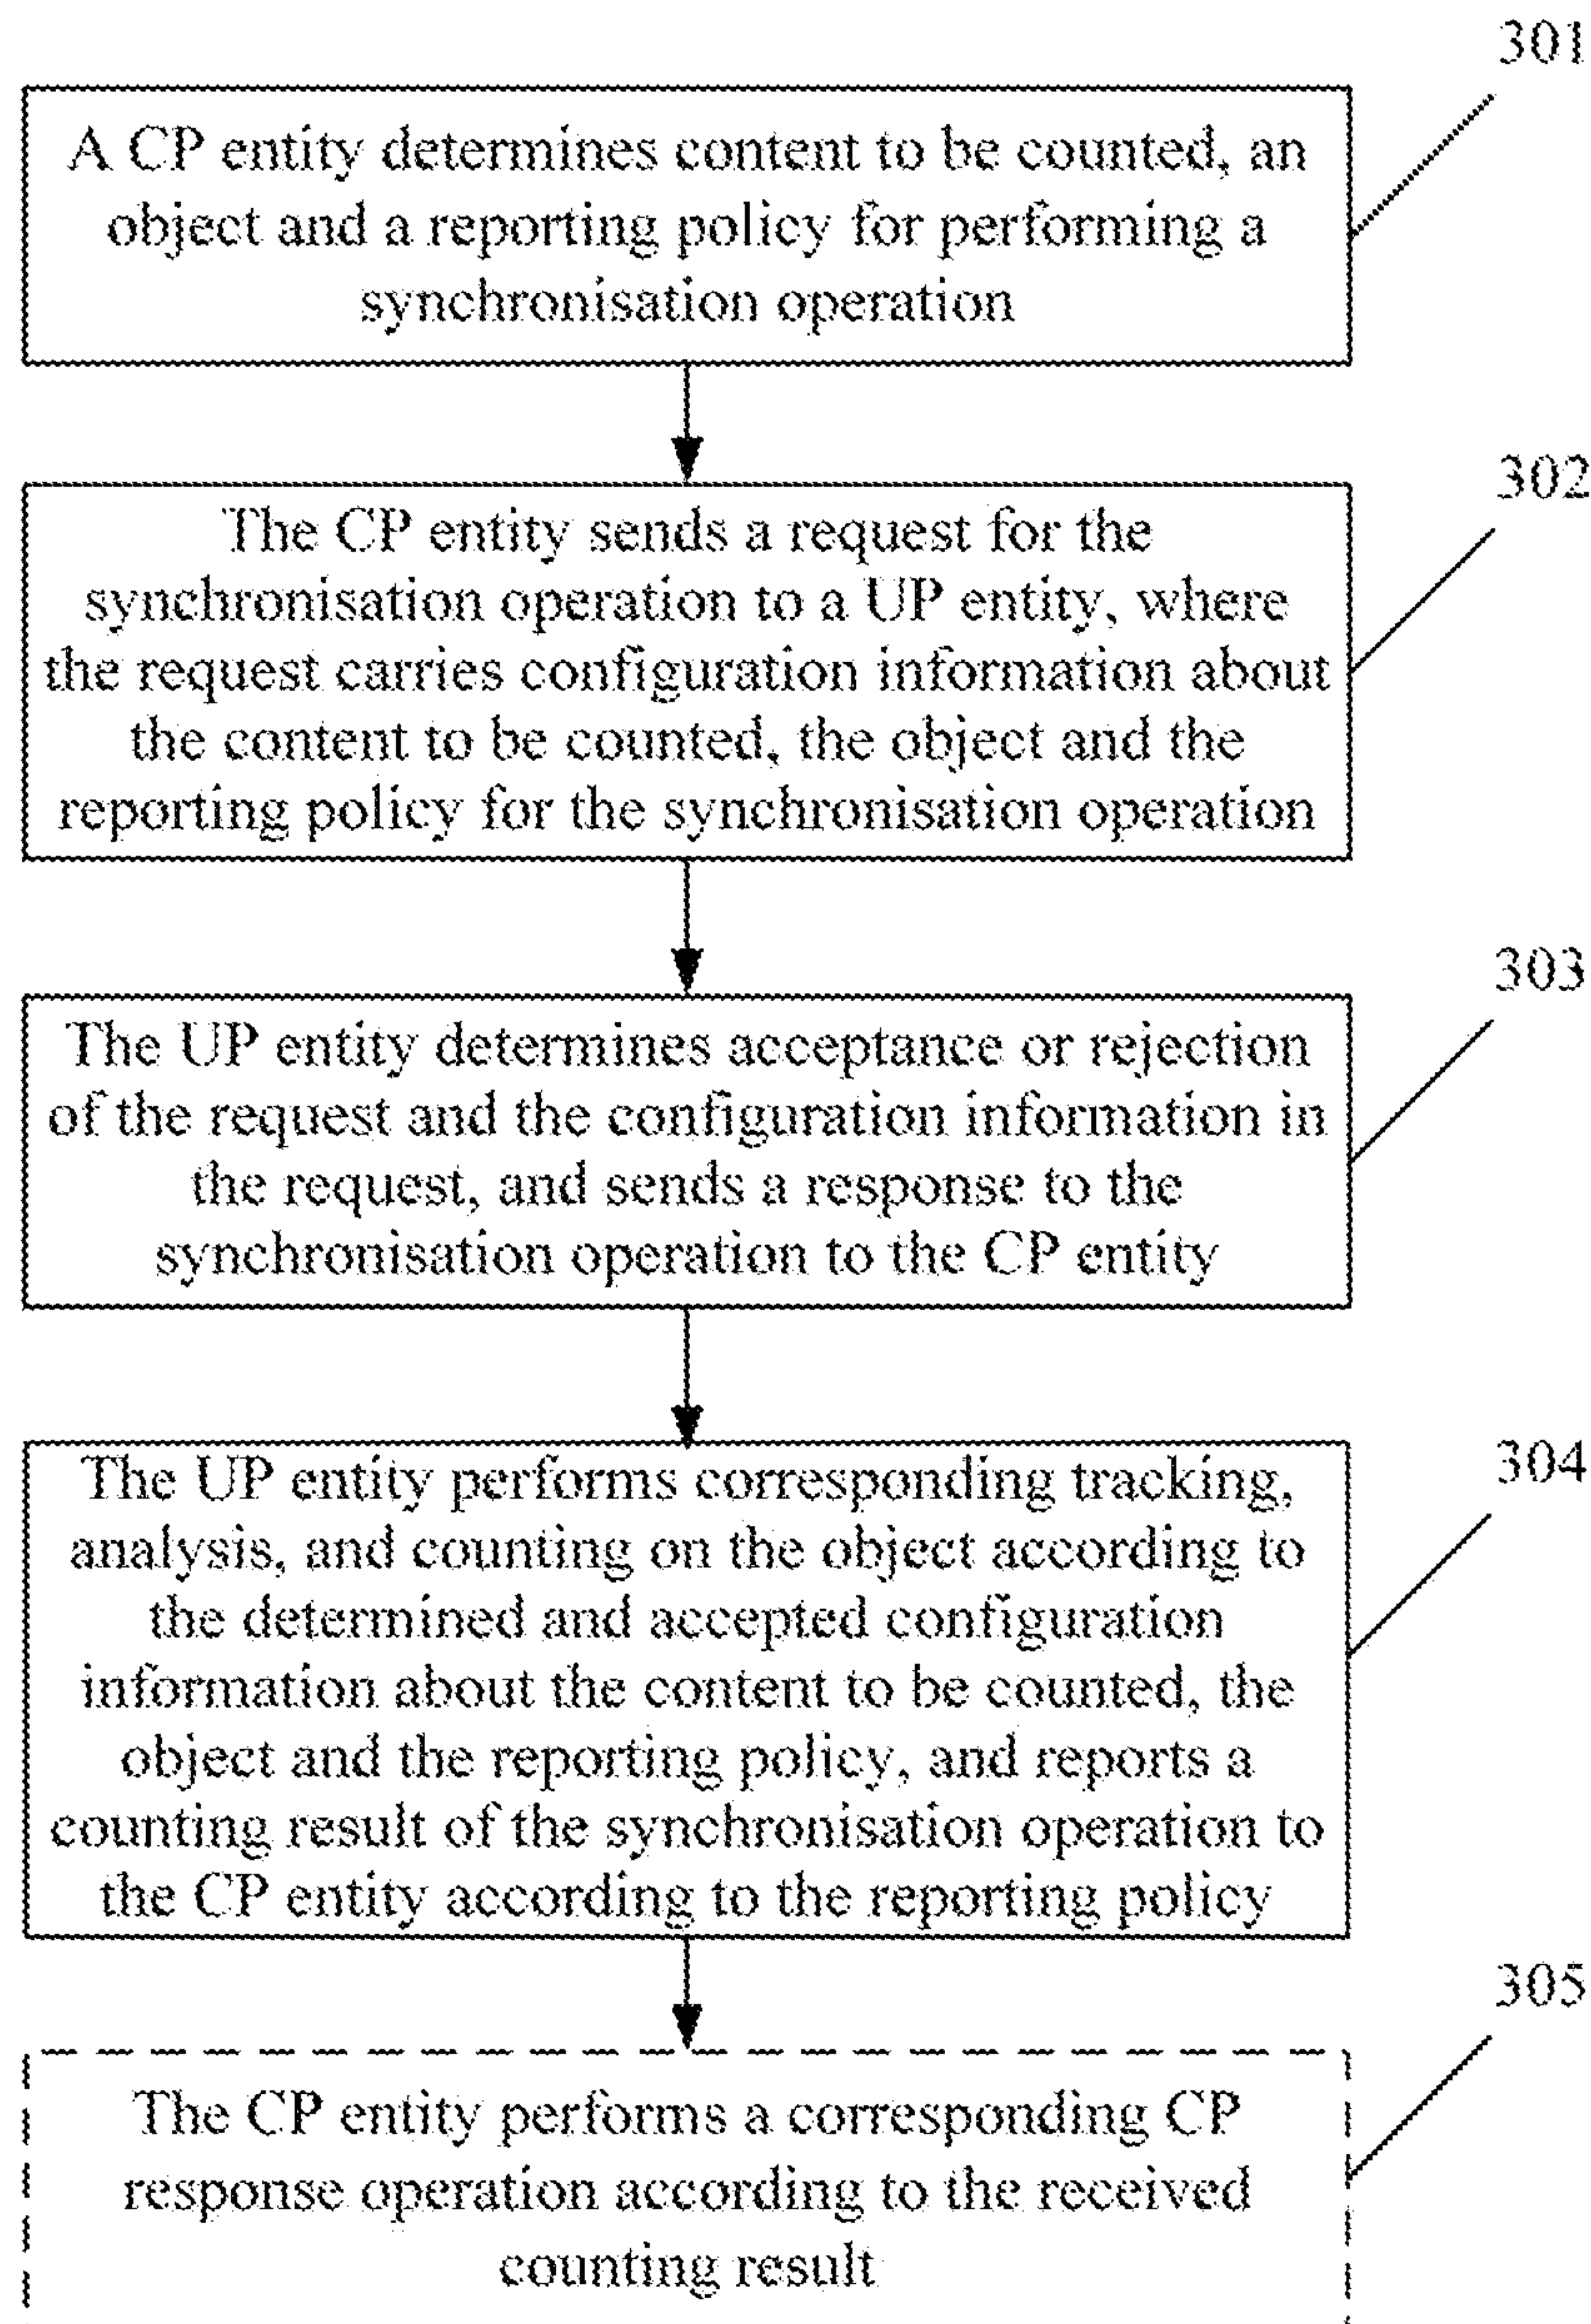 301
A CP entity determines content to be counted, an
object and a reporting policy for performing a
synchronisation operation
302
The CP entity sends a request for the
synchronisation operation to a UP entity, where
the request carries configuration information about
the content to be counted, the object and the
reporting policy for the synchronisation operation
303
The UP entity determines acceptance or rejection
of the request and the configuration information in
the request, and sends a response to the
synchronisation operation to the CP entity
304
The UP entity performs corresponding tracking,
analysis, and counting on the object according to
the determined and accepted configuration
information about the content to be counted, the
object and the reporting policy, and reports a
counting result of the synchronisation operation to
the CP entity according to the reporting policy
305
The CP entity performs a corresponding CP
response operation according to the received
counting result